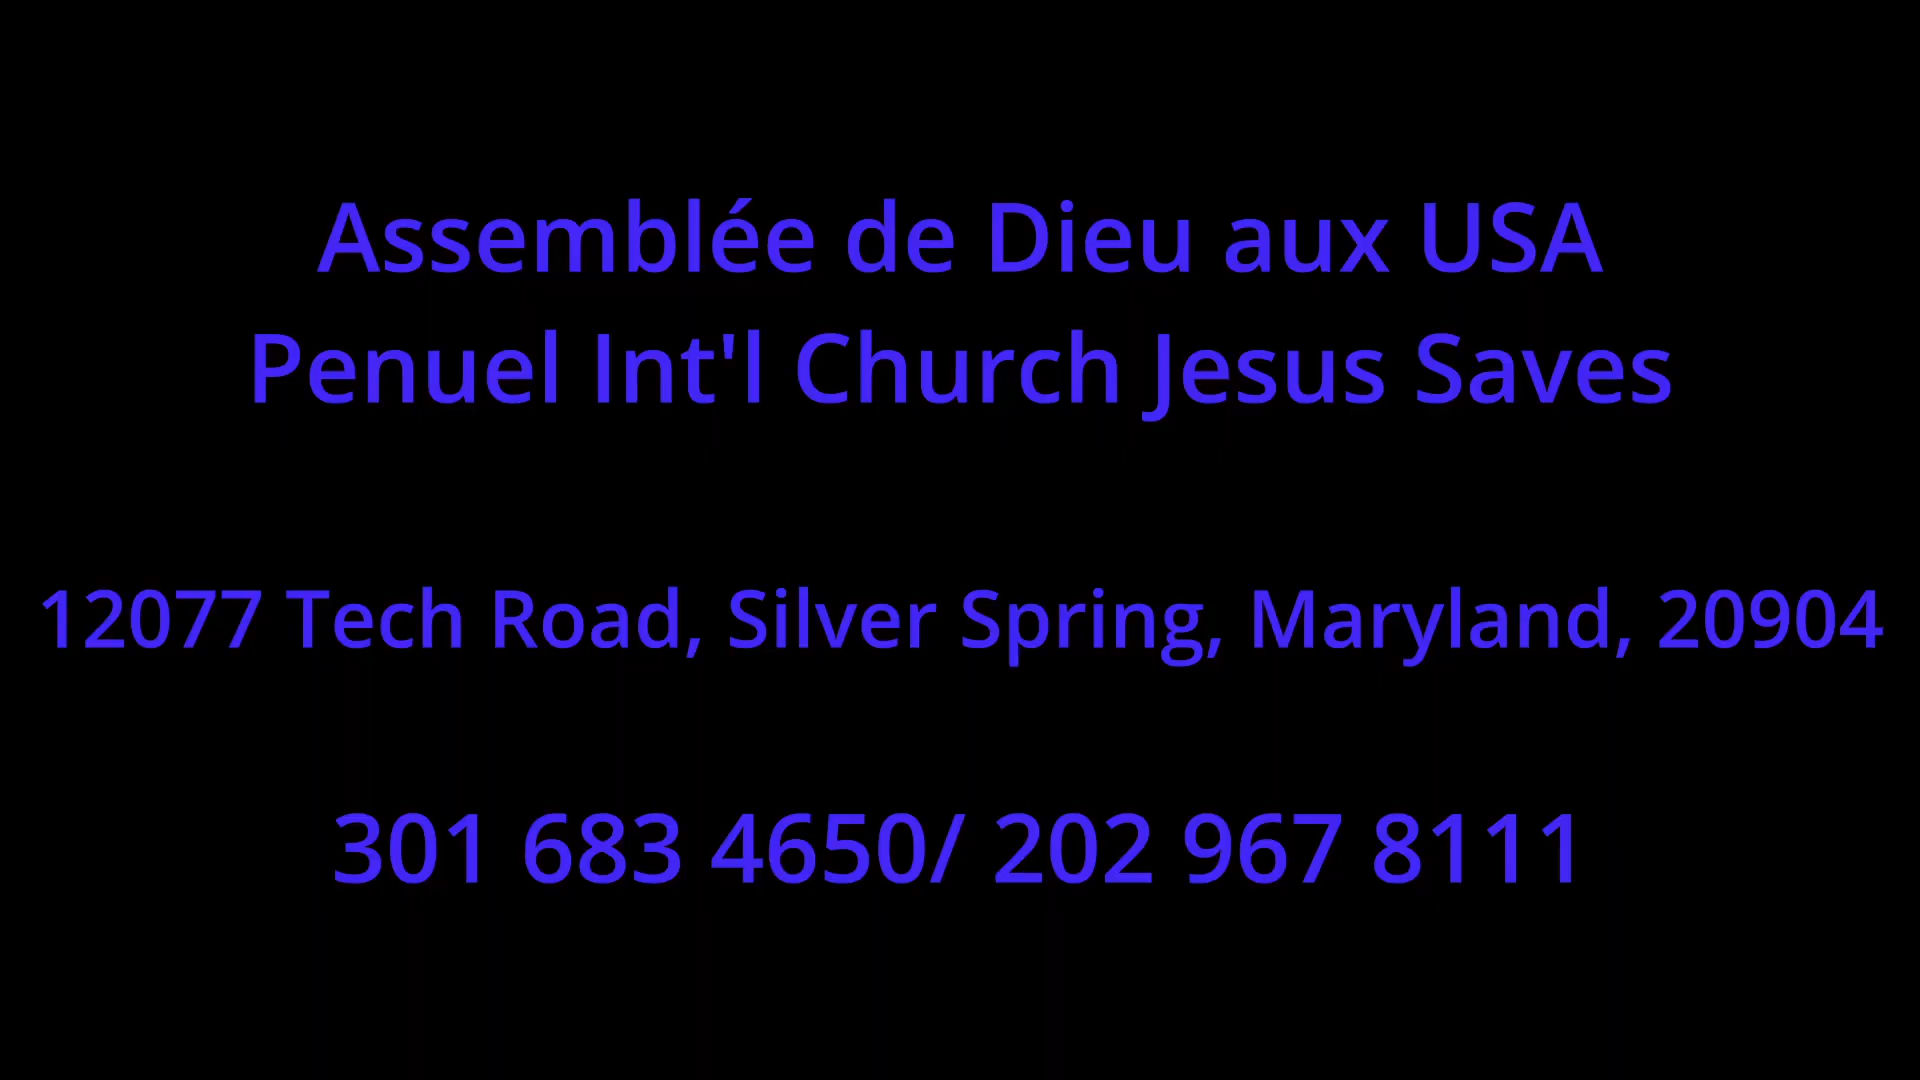 Assemblée de Dieu aux USA
Penuel Int'l Church Jesus Saves
12077 Tech Road, Silver Spring, Maryland, 20904
301 683 4650/ 202 967 8111